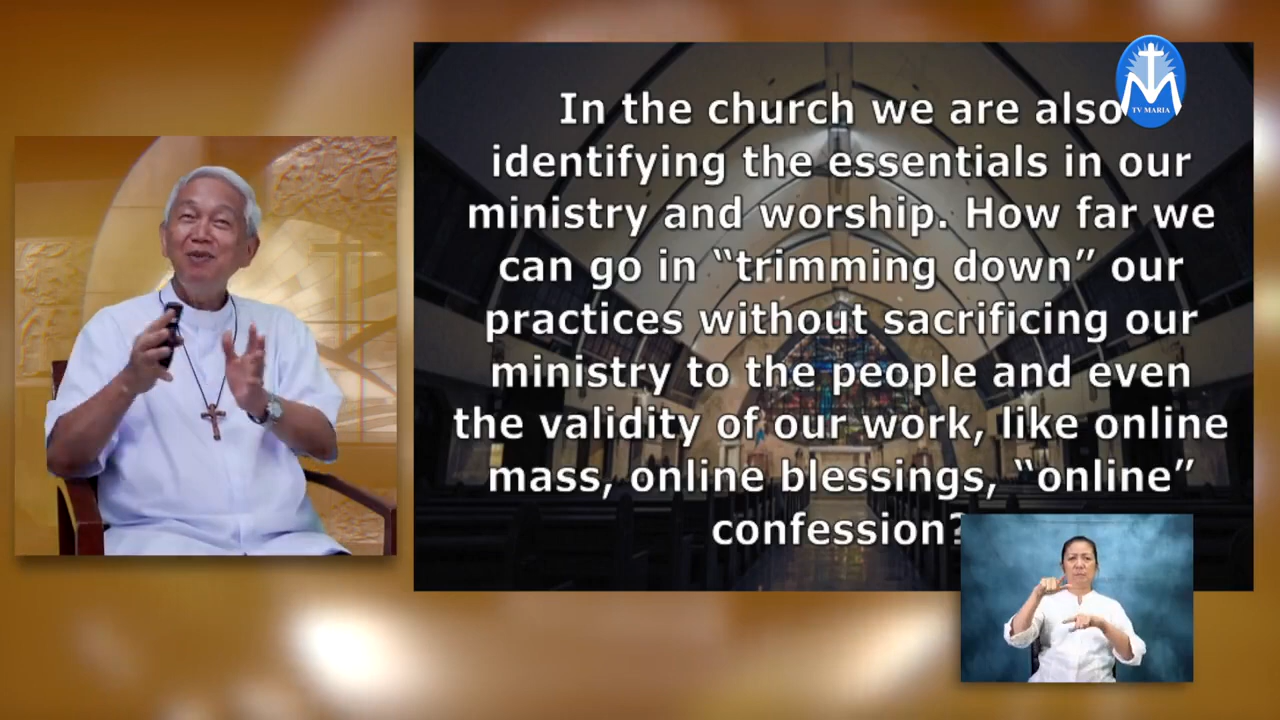 In the church we are also
identifying the essentials in our
ministry and worship. How far we
can go in “trimming down” our
practices without sacrificing our
ministry to the people and even
the validity of our work, like online
mass, online blessings, “online”
confession?
TV MARIA